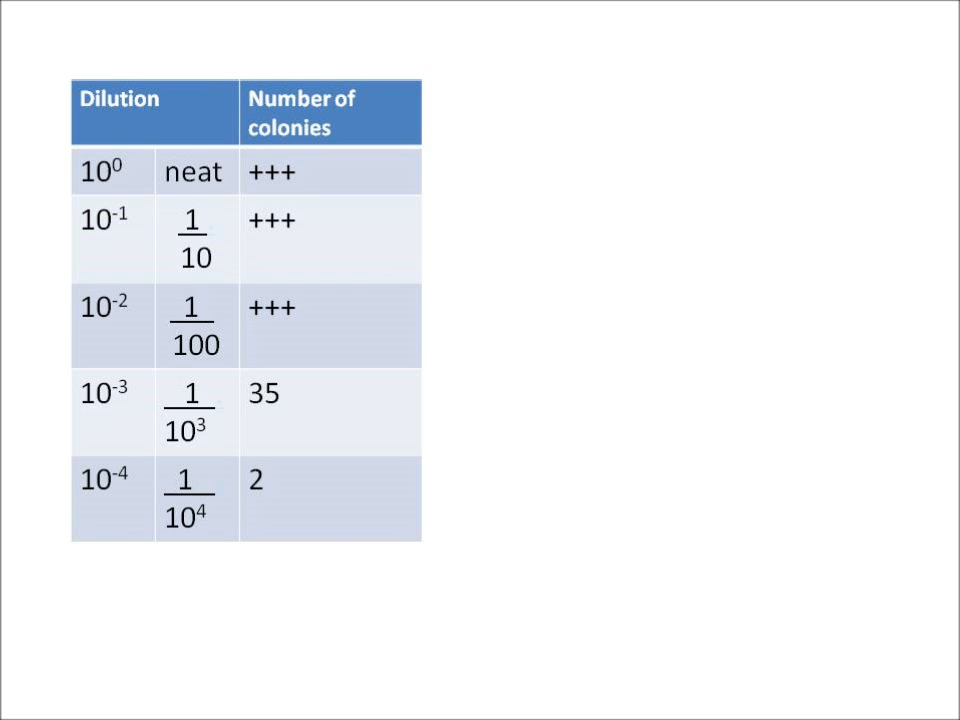 Dilution
Number of
colonies
10⁰ neat +++
10⁻¹ 1 +++
10
10⁻² 1 +++
100
10⁻³ 1 35
10³
10⁻⁴ 1 2
10⁴